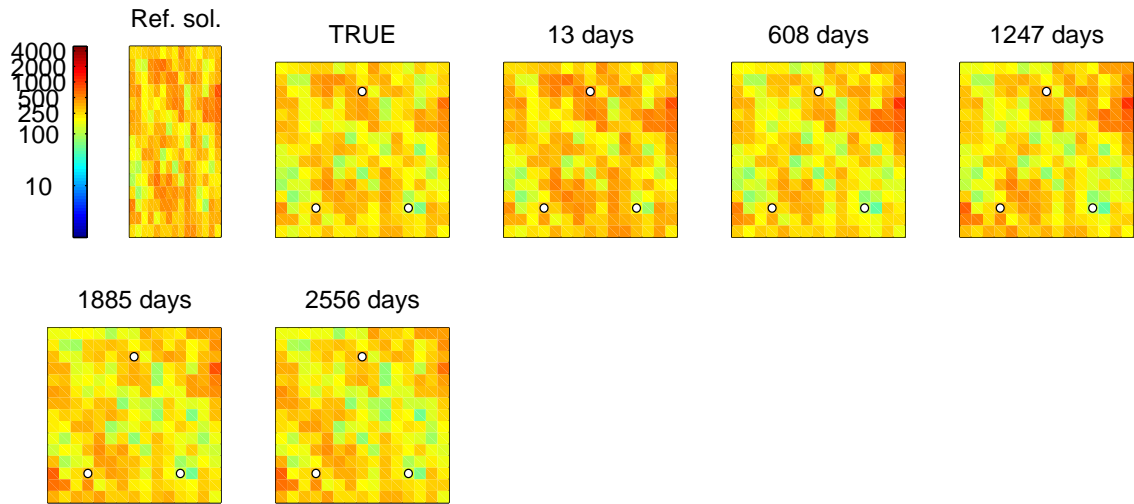 Ref. sol.
TRUE
13 days
608 days
1247 days
4000
2000
1000
500
250
100
10
1885 days
2556 days